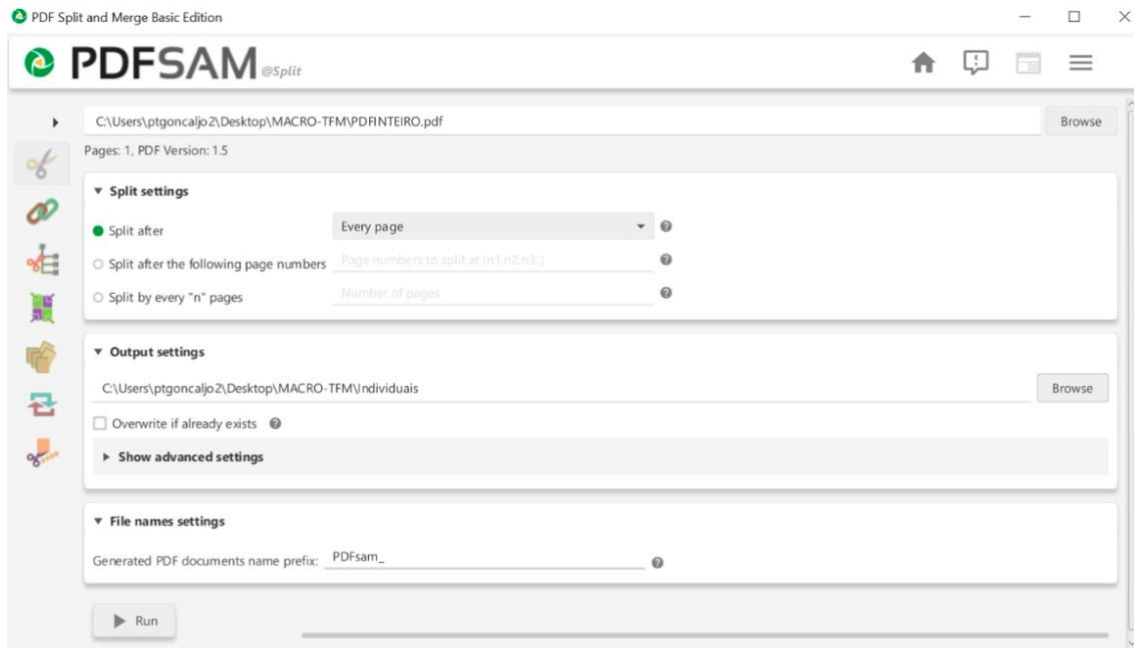 PDF Split and Merge Basic Edition
PDFSAM @Split
C:\Users\ptgoncaljo2\Desktop\MACRO-TFM\PDFINTEIRO.pdf Browse
Pages: 1, PDF Version: 1.5
Split settings
Split after Every page
Split after the following page numbers Page numbers to split at (n1,n2,n3..)
Split by every "n" pages Number of pages
Output settings
C:\Users\ptgoncaljo2\Desktop\MACRO-TFM\Individuais Browse
Overwrite if already exists
Show advanced settings
File names settings
Generated PDF documents name prefix: PDFsam_
Run